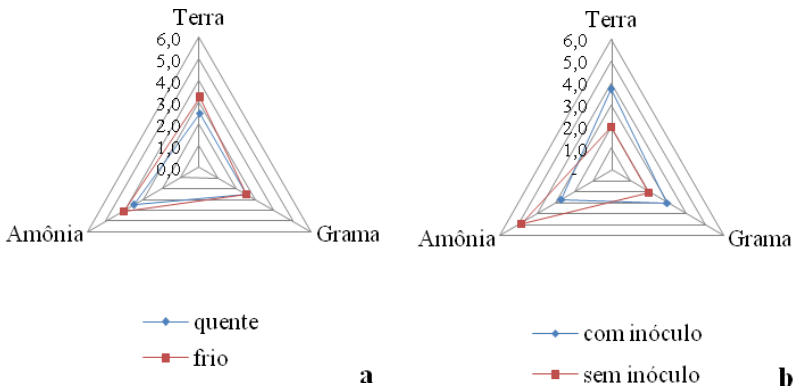 Terra
6,0
5,0
4,0
3,0
2,0
1,0
0,0
Amônia
Grama
quente
frio
a
Terra
6,0
5,0
4,0
3,0
2,0
1,0
-
Amônia
Grama
com inóculo
sem inóculo
b